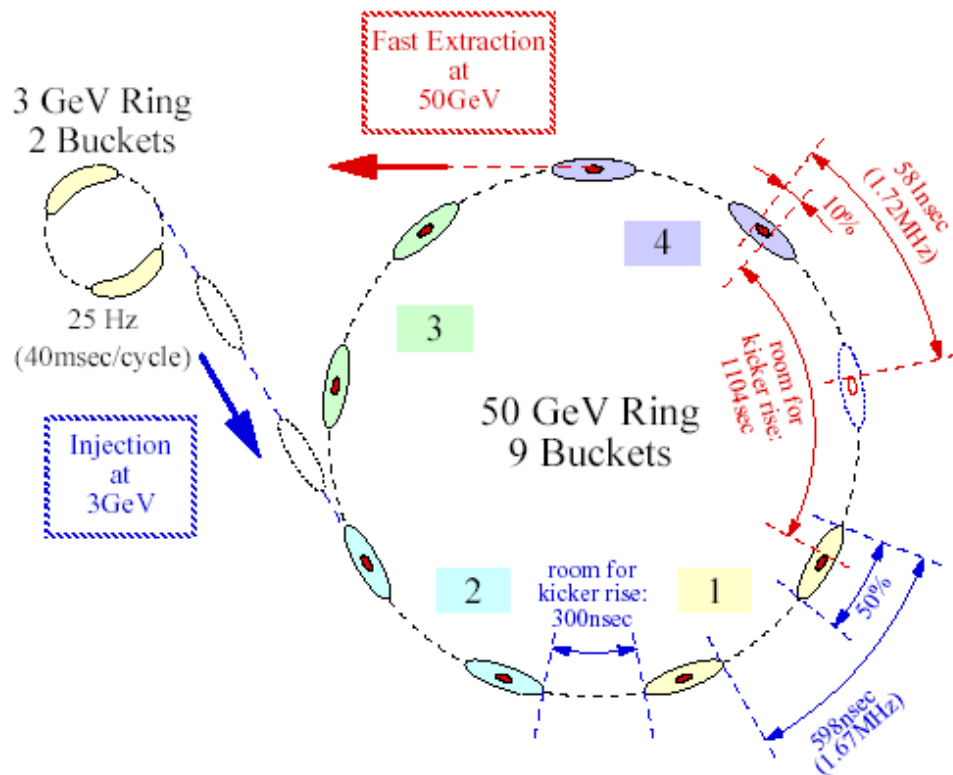 Fast Extraction
at
50GeV
3 GeV Ring
2 Buckets
581nsec
(1.72MHz)
10%
4
3
25 Hz
(40msec/cycle)
room for
kicker rise:
1104sec
50 GeV Ring
9 Buckets
Injection
at
3GeV
2
room for
kicker rise:
300nsec
1
50%
598nsec
(1.67MHz)